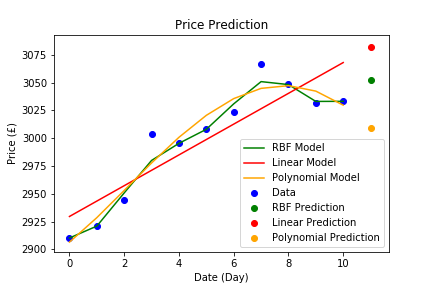 Price Prediction
Price (£)
3075
3050
3025
3000
2975
2950
2925
2900
0 2 4 6 8 10
Date (Day)
RBF Model
Linear Model
Polynomial Model
Data
RBF Prediction
Linear Prediction
Polynomial Prediction